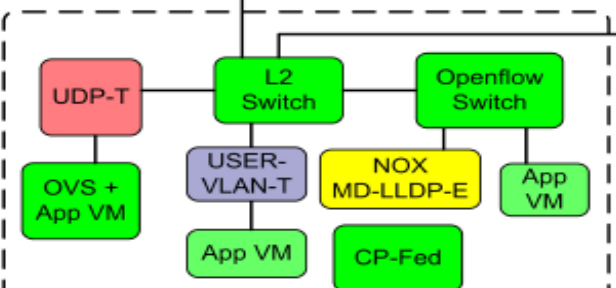 L2
Switch
Openflow
Switch
UDP-T
USER-
VLAN-T
NOX
MD-LLDP-E
App
VM
OVS +
App VM
App VM
CP-Fed